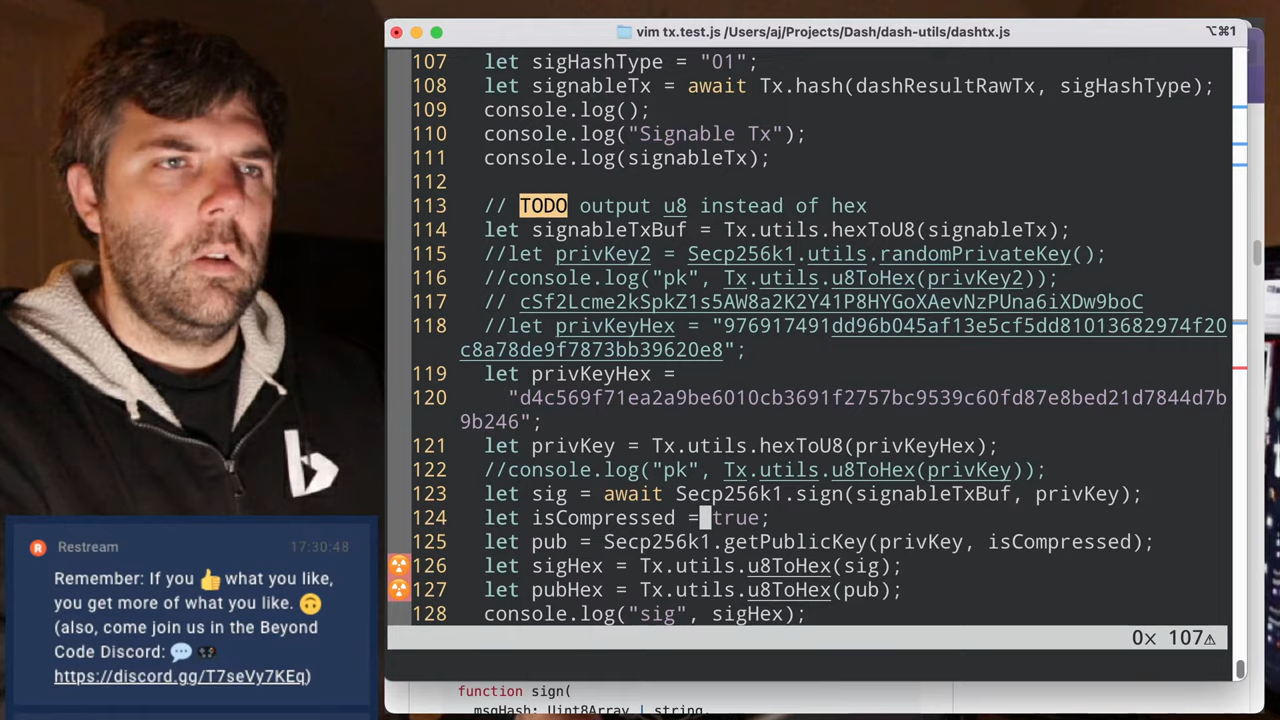 vim tx.test.js /Users/aj/Projects/Dash/dash-utils/dashtx.js
⌥⌘1
107 let sigHashType = "01";
108 let signableTx = await Tx.hash(dashResultRawTx, sigHashType);
109 console.log();
110 console.log("Signable Tx");
111 console.log(signableTx);
112
113 // TODO output u8 instead of hex
114 let signableTxBuf = Tx.utils.hexToU8(signableTx);
115 //let privKey2 = Secp256k1.utils.randomPrivateKey();
116 //console.log("pk", Tx.utils.u8ToHex(privKey2));
117 // cSf2Lcme2kSpkZ1s5AW8a2K2Y41P8HYGoXAevNzPUna6iXDw9boC
118 //let privKeyHex = "976917491dd96b045af13e5cf5dd81013682974f20
c8a78de9f7873bb39620e8";
119 let privKeyHex =
120 "d4c569f71ea2a9be6010cb3691f2757bc9539c60fd87e8bed21d7844d7b
9b246";
121 let privKey = Tx.utils.hexToU8(privKeyHex);
122 //console.log("pk", Tx.utils.u8ToHex(privKey));
123 let sig = await Secp256k1.sign(signableTxBuf, privKey);
124 let isCompressed = true;
125 let pub = Secp256k1.getPublicKey(privKey, isCompressed);
126 let sigHex = Tx.utils.u8ToHex(sig);
127 let pubHex = Tx.utils.u8ToHex(pub);
128 console.log("sig", sigHex);
0× 107⚠
function sign(
msgHash: Uint8Array | string,
R Restream 17:30:48
Remember: If you 👍 what you like,
you get more of what you like. 🙃
(also, come join us in the Beyond
Code Discord: 💬 🎮
https://discord.gg/T7seVy7KEq)